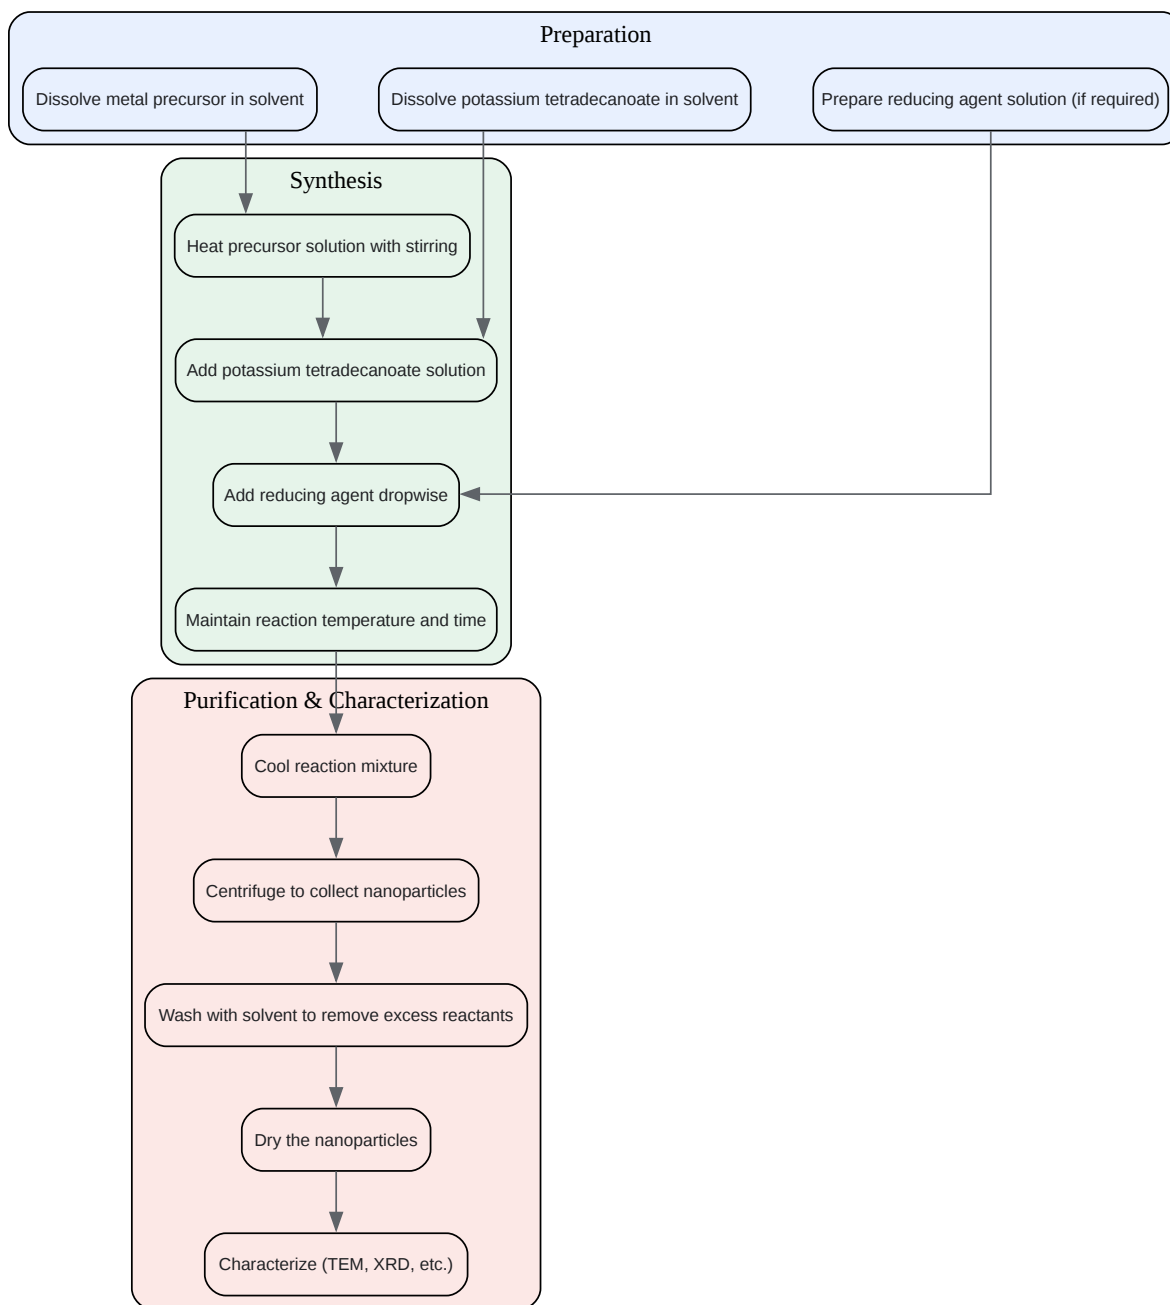 Preparation
Dissolve metal precursor in solvent
Dissolve potassium tetradecanoate in solvent
Prepare reducing agent solution (if required)
Synthesis
Heat precursor solution with stirring
Add potassium tetradecanoate solution
Add reducing agent dropwise
Maintain reaction temperature and time
Purification & Characterization
Cool reaction mixture
Centrifuge to collect nanoparticles
Wash with solvent to remove excess reactants
Dry the nanoparticles
Characterize (TEM, XRD, etc.)